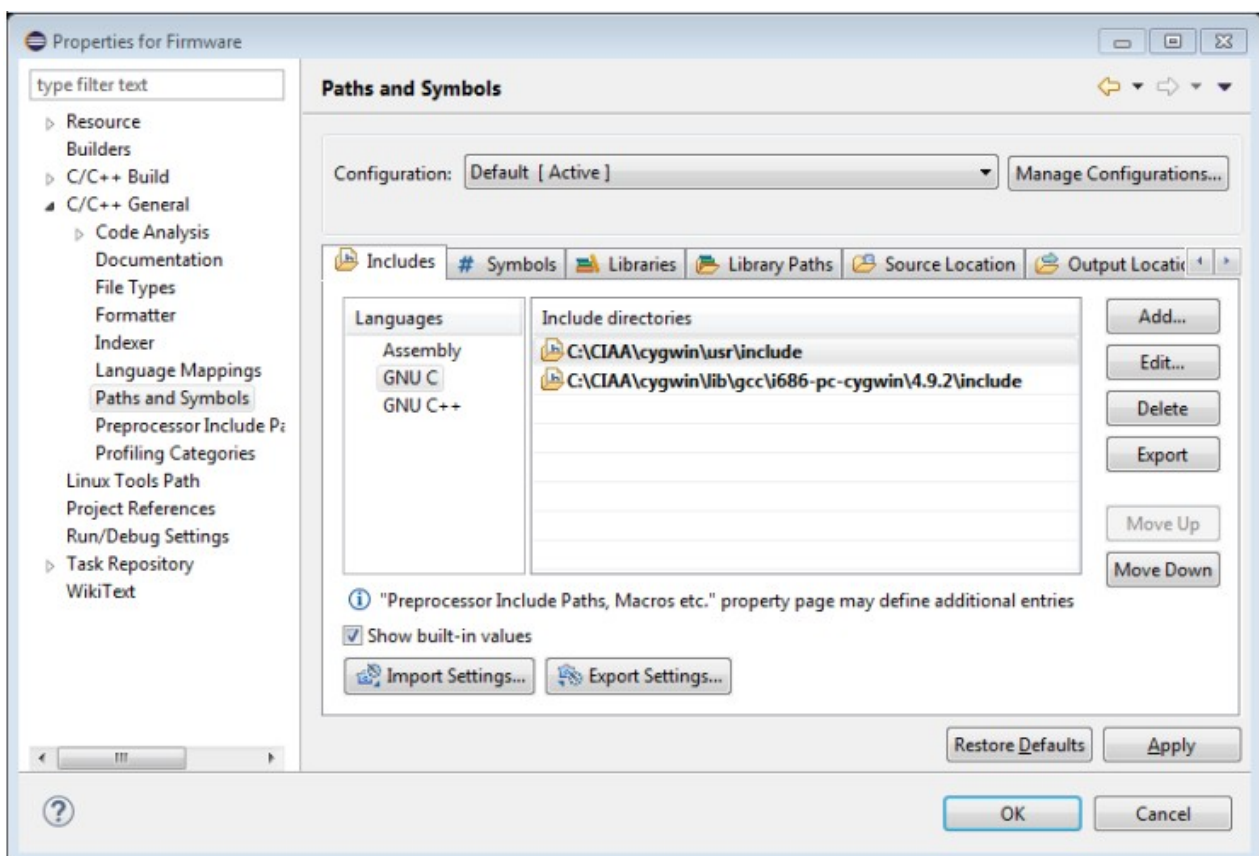 Properties for Firmware
type filter text
Resource
Builders
C/C++ Build
C/C++ General
Code Analysis
Documentation
File Types
Formatter
Indexer
Language Mappings
Paths and Symbols
Preprocessor Include Pa
Profiling Categories
Linux Tools Path
Project References
Run/Debug Settings
Task Repository
WikiText
Paths and Symbols
Configuration: Default [ Active ] Manage Configurations...
Includes # Symbols Libraries Library Paths Source Location Output Locatic
Languages
Assembly
GNU C
GNU C++
Include directories
C:\CIAA\cygwin\usr\include
C:\CIAA\cygwin\lib\gcc\i686-pc-cygwin\4.9.2\include
Add...
Edit...
Delete
Export
Move Up
Move Down
"Preprocessor Include Paths, Macros etc." property page may define additional entries
Show built-in values
Import Settings... Export Settings...
Restore Defaults Apply
OK Cancel